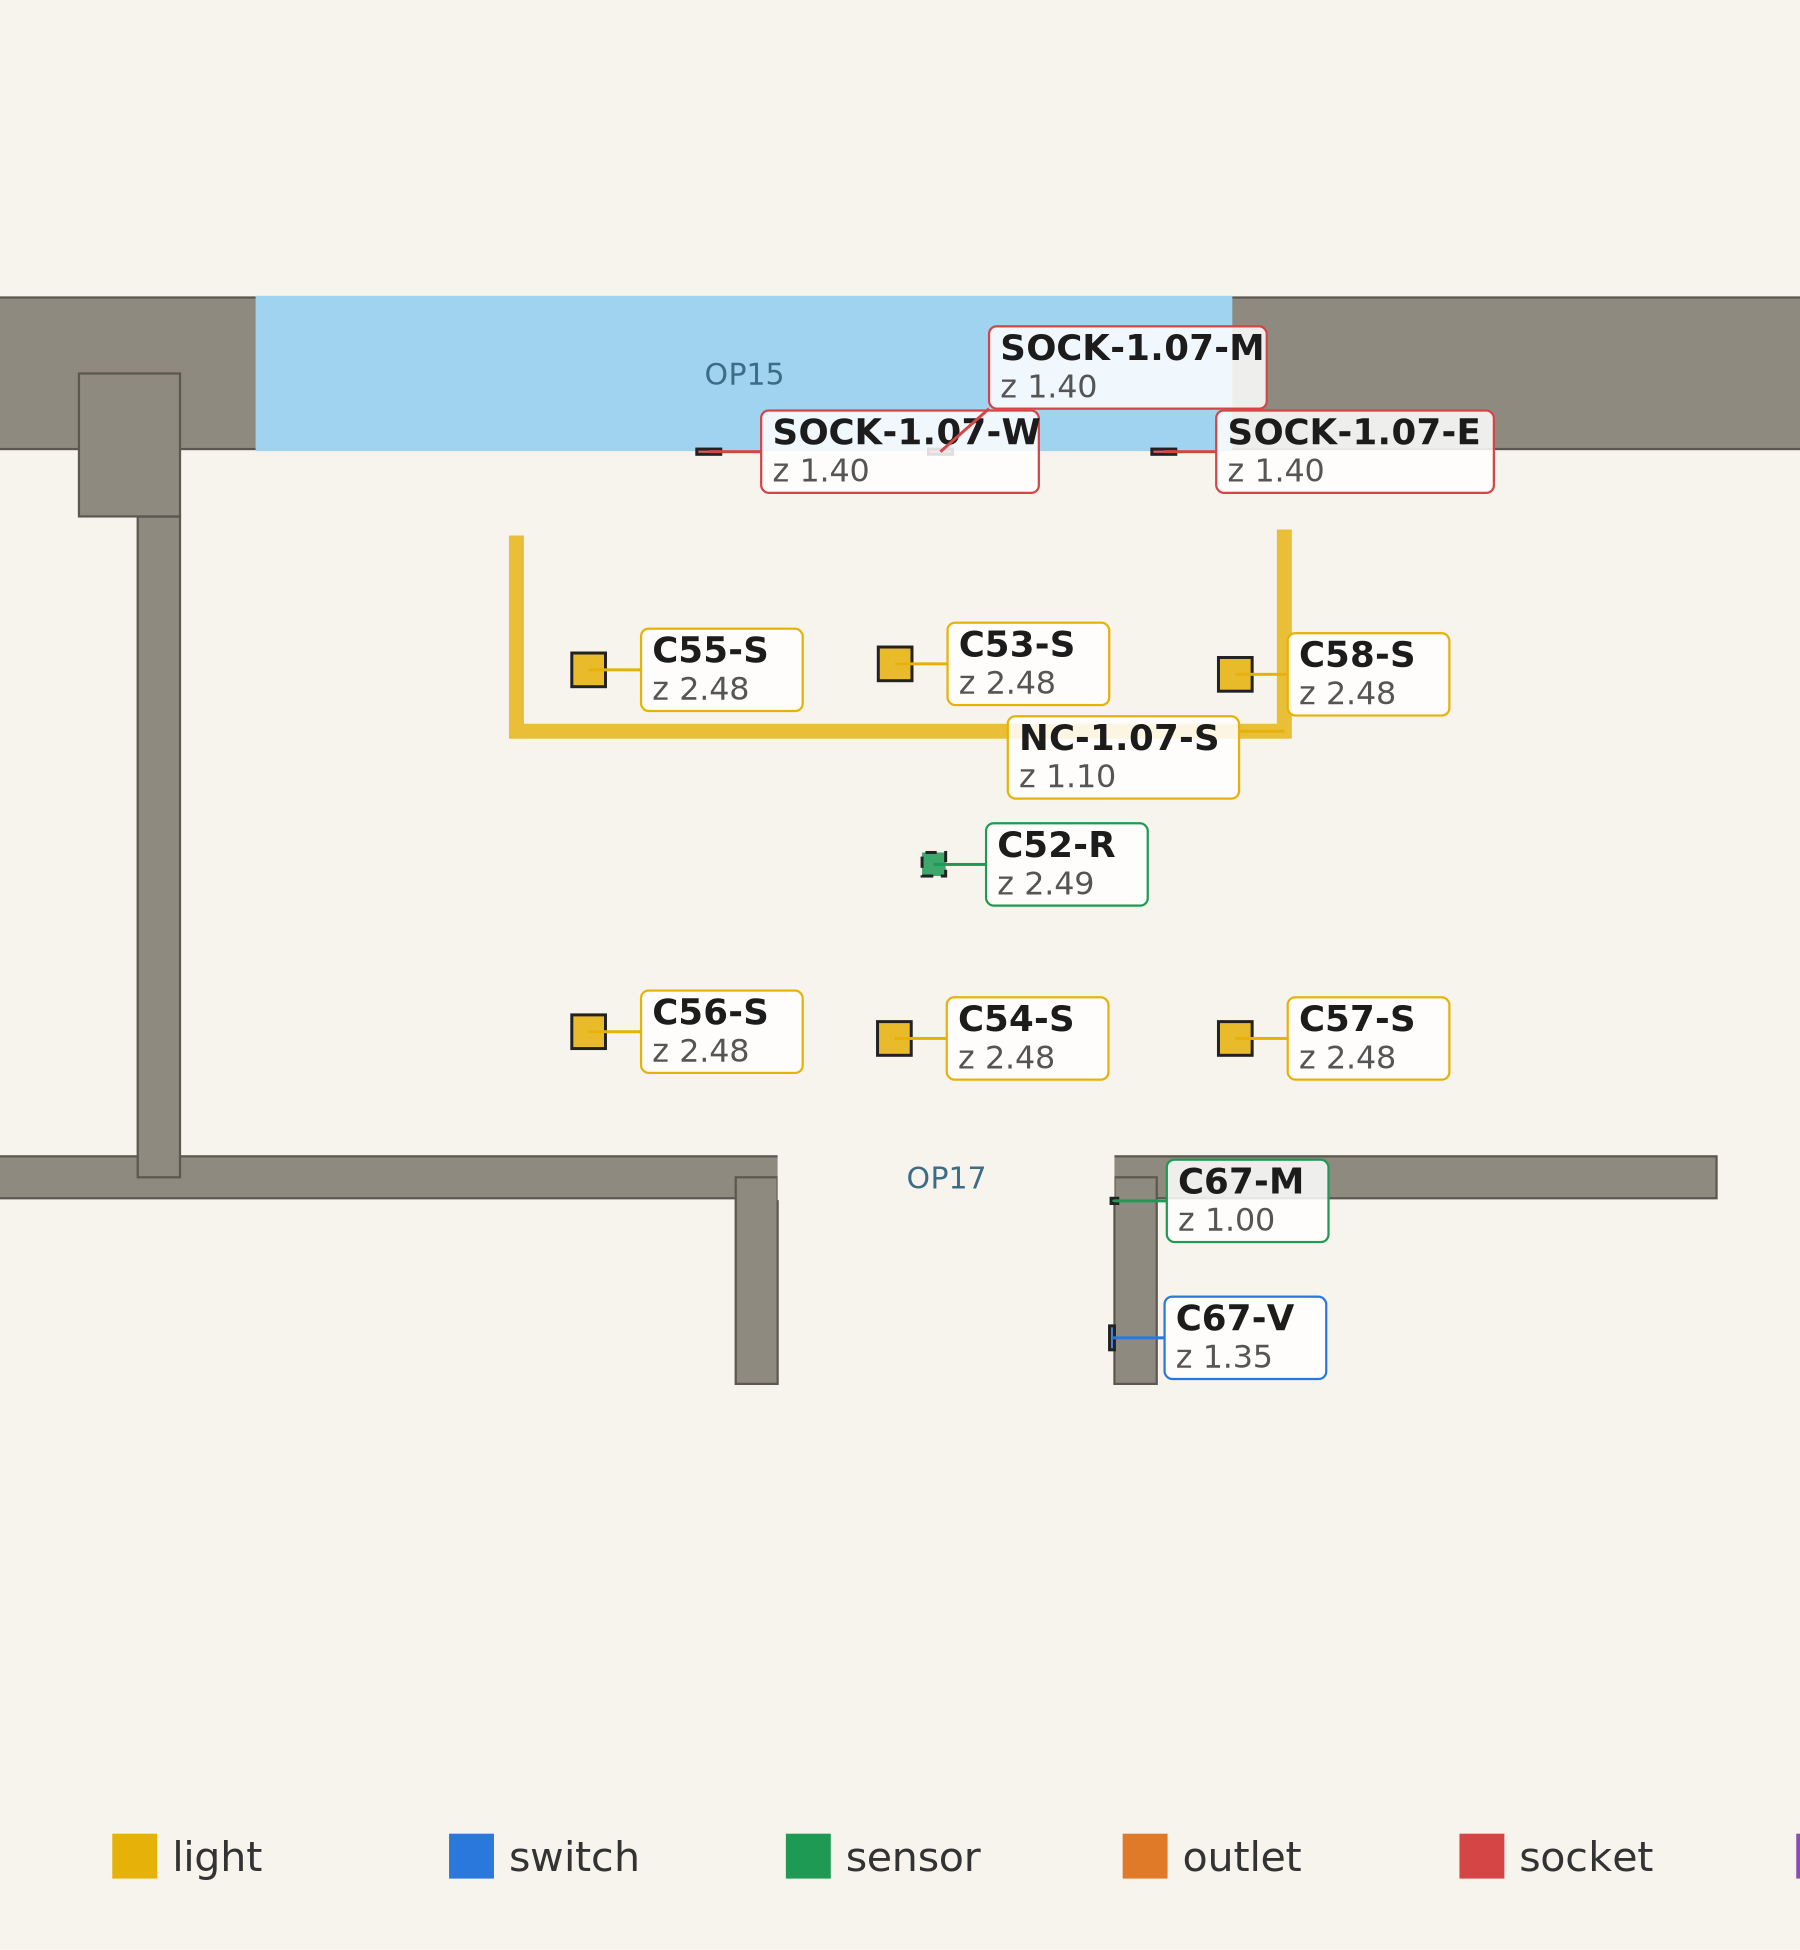 SOCK-1.07-M
z 1.40
OP15
SOCK-1.07-W
z 1.40
SOCK-1.07-E
z 1.40
C55-S
z 2.48
C53-S
z 2.48
C58-S
z 2.48
NC-1.07-S
z 1.10
C52-R
z 2.49
C56-S
z 2.48
C54-S
z 2.48
C57-S
z 2.48
OP17
C67-M
z 1.00
C67-V
z 1.35
light
switch
sensor
outlet
socket